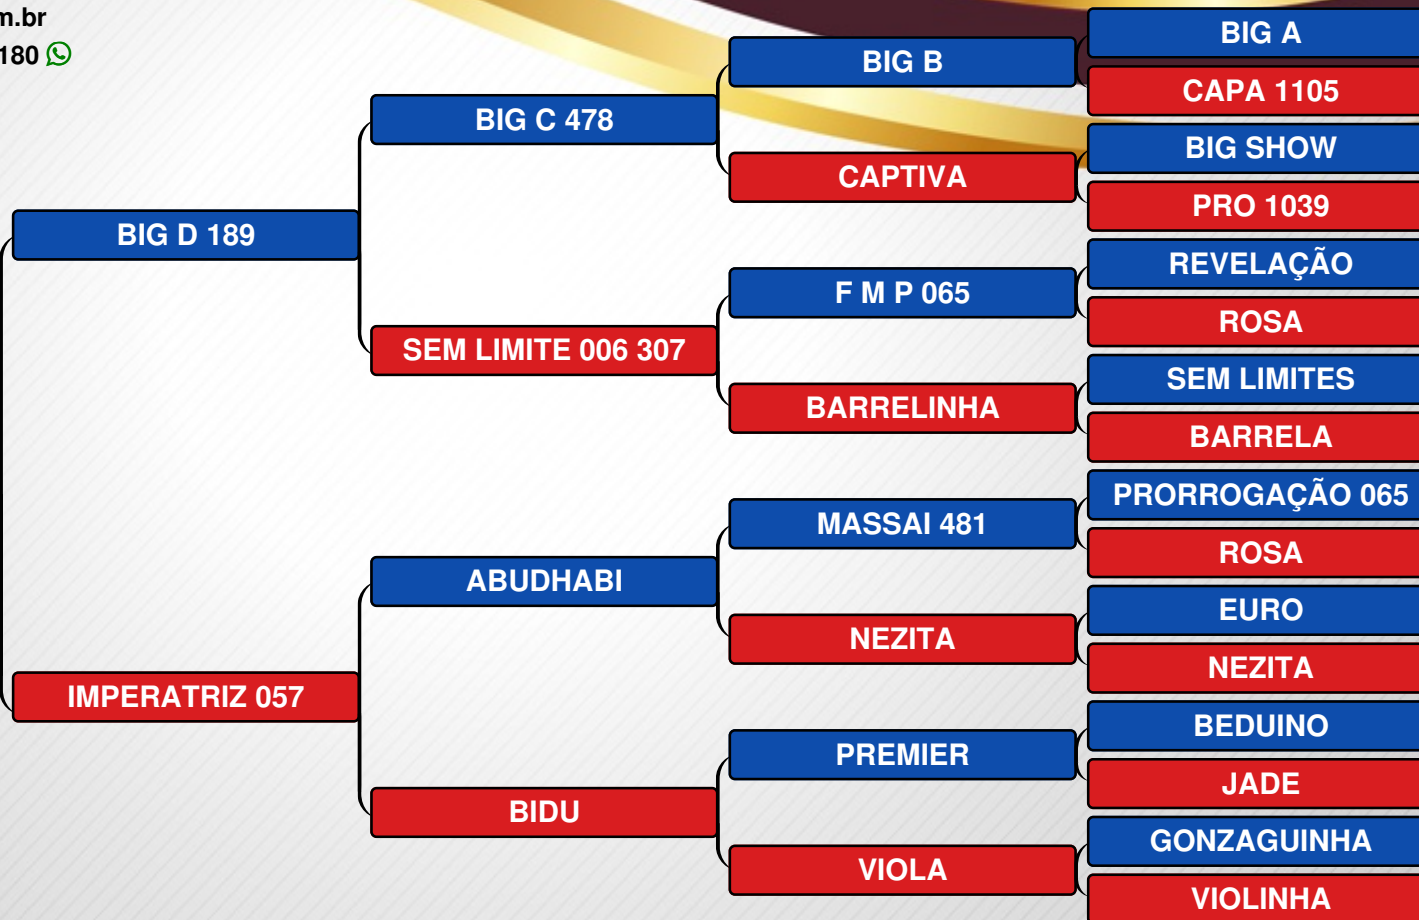 m.br
180
BIG D 189
IMPERATRIZ 057
BIG C 478
SEM LIMITE 006 307
ABUDHABI
BIDU
BIG B
CAPTIVA
F M P 065
BARRELINHA
MASSAI 481
NEZITA
PREMIER
VIOLA
BIG A
CAPA 1105
BIG SHOW
PRO 1039
REVELAÇÃO
ROSA
SEM LIMITES
BARRELA
PRORROGAÇÃO 065
ROSA
EURO
NEZITA
BEDUINO
JADE
GONZAGUINHA
VIOLINHA